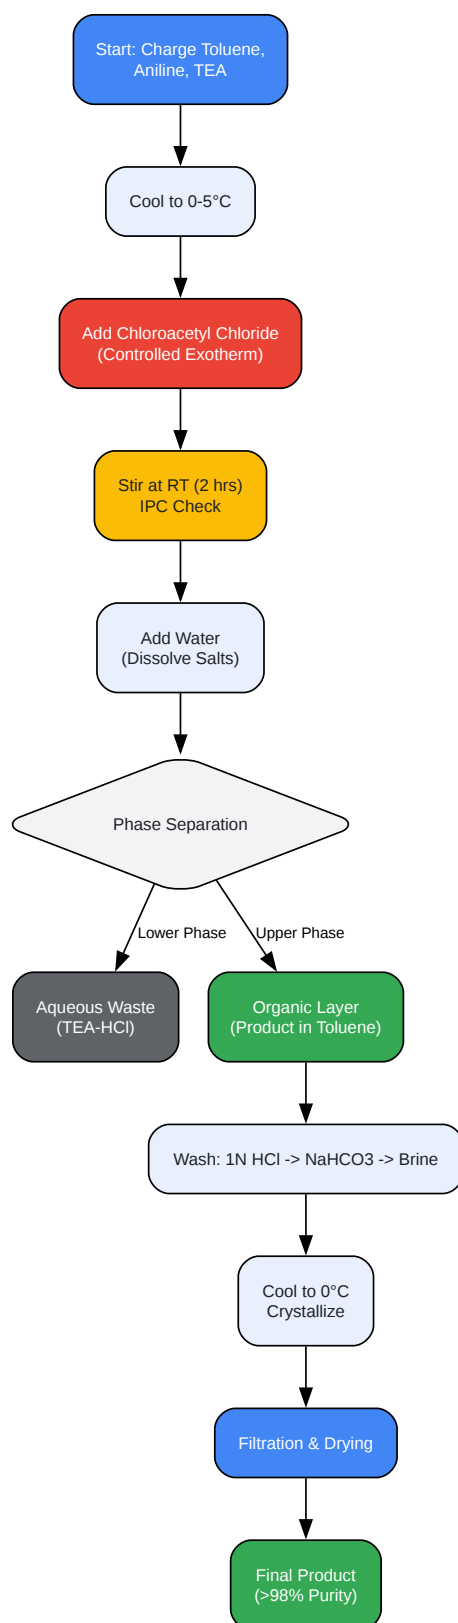 Start: Charge Toluene,
Aniline, TEA
Cool to 0-5°C
Add Chloroacetyl Chloride
(Controlled Exotherm)
Stir at RT (2 hrs)
IPC Check
Add Water
(Dissolve Salts)
Phase Separation
Lower Phase
Upper Phase
Aqueous Waste
(TEA-HCl)
Organic Layer
(Product in Toluene)
Wash: 1N HCl -> NaHCO3 -> Brine
Cool to 0°C
Crystallize
Filtration & Drying
Final Product
(>98% Purity)